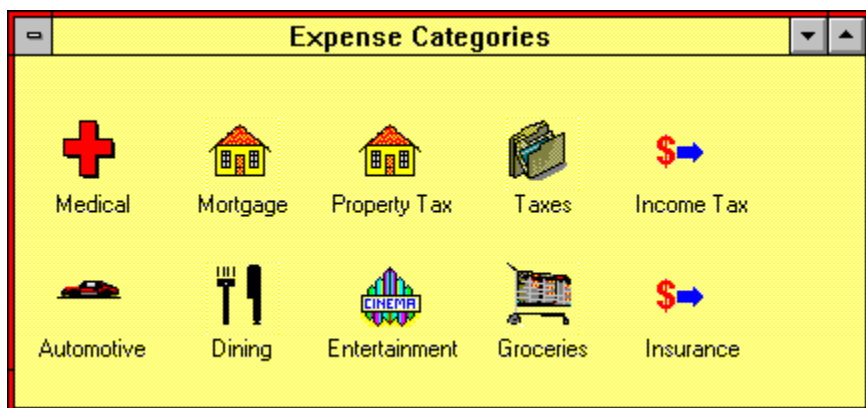 Expense Categories
$
Medical Mortgage Property Tax Taxes Income Tax
CINEMA
$
Automotive Dining Entertainment Groceries Insurance